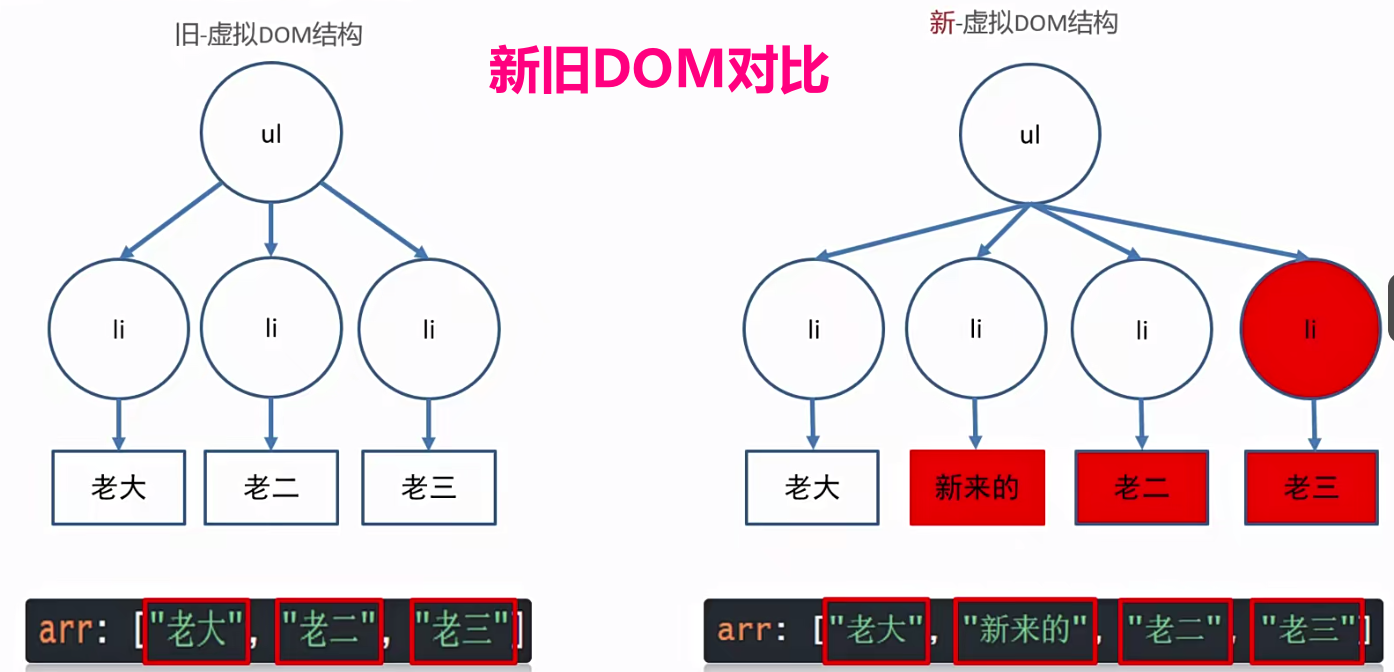 旧-虚拟DOM结构
新-虚拟DOM结构
新旧DOM对比
ul
ul
li li li
li li li li
老大 老二 老三
老大 新来的 老二 老三
arr: ["老大", "老二", "老三"]
arr: ["老大", "新来的", "老二", "老三"]